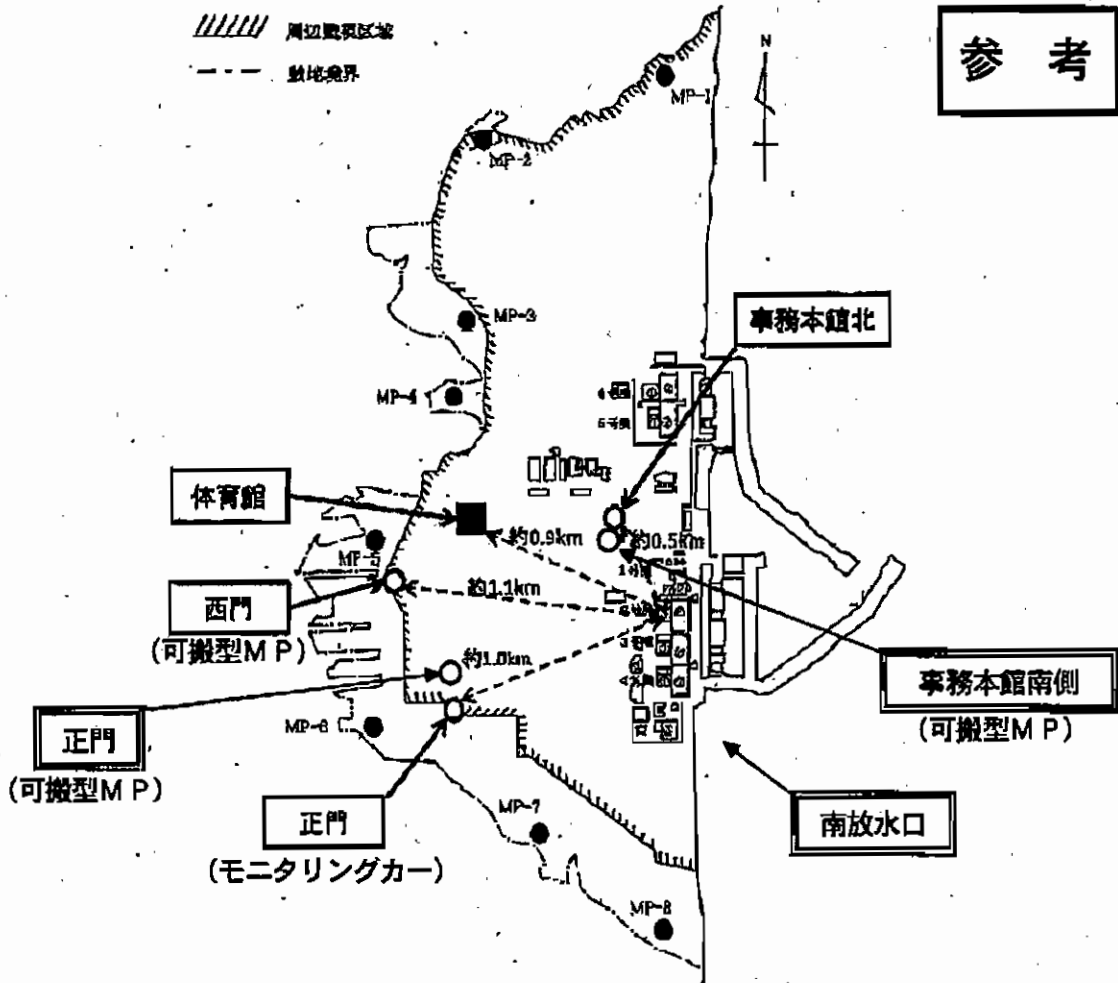 周辺監視区域
敷地境界
参 考
N
MP-1
MP-2
MP-3
事務本館北
MP-4
5号機
体育館
約0.9km
約0.5km
約1.1km
西門
(可搬型MP)
約1.0km
事務本館南側
(可搬型MP)
正門
(可搬型MP)
MP-6
正門
(モニタリングカー)
MP-7
南放水口
MP-8